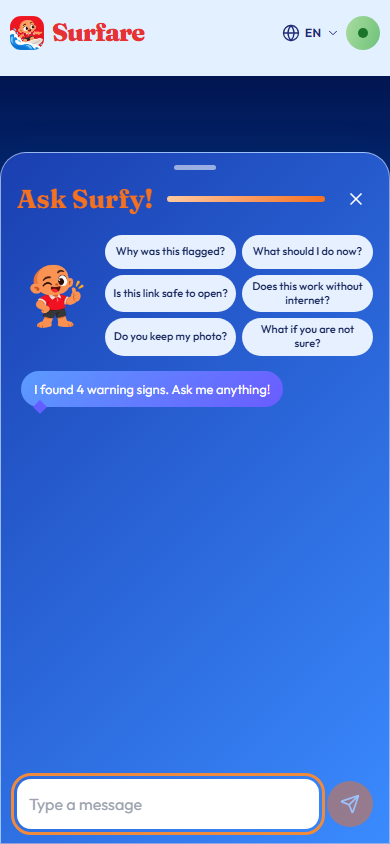 Surfare
EN
Ask Surfy!
Why was this flagged?
What should I do now?
Is this link safe to open?
Does this work without
internet?
Do you keep my photo?
What if you are not
sure?
I found 4 warning signs. Ask me anything!
Type a message